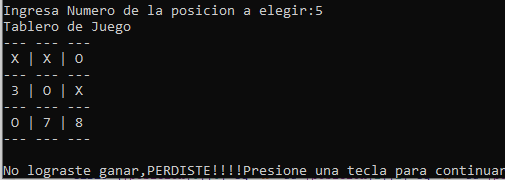 Ingresa Numero de la posicion a elegir:5
Tablero de Juego
--- --- ---
 X | X | O
--- --- ---
 3 | O | X
--- --- ---
 O | 7 | 8
--- --- ---
No lograste ganar,PERDISTE!!!!Presione una tecla para continuar